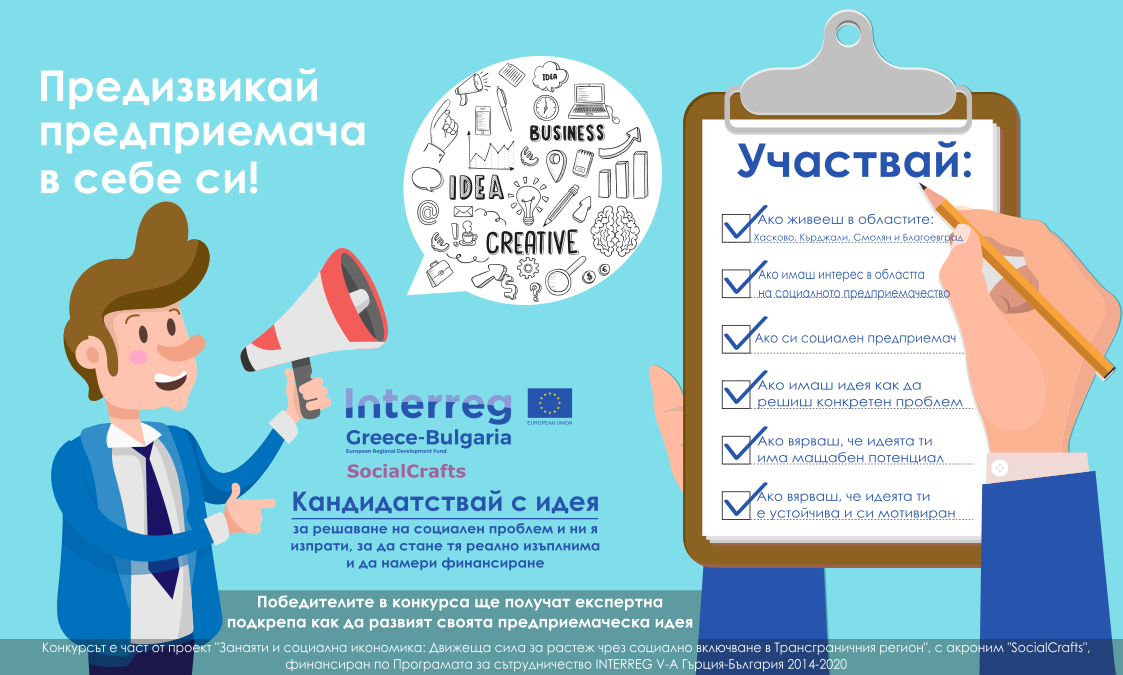 Предизвикай
предприемача
в себе си!
IDEA
BUSINESS
IDEA
CREATIVE
Interreg
EUROPEAN UNION
Greece-Bulgaria
European Regional Development Fund
SocialCrafts
Кандидатствай с идея
за решаване на социален проблем и ни я
изпрати, за да стане тя реално изъплнима
и да намери финансиране
Участвай:
Ако живееш в областите:
Хасково, Кърджали, Смолян и Благоевград
Ако имаш интерес в областта
на социалното предприемачество
Ако си социален предприемач
Ако имаш идея как да
решиш конкретен проблем
Ако вярваш, че идеята ти
има мащабен потенциал
Ако вярваш, че идеята ти
е устойчива и си мотивиран
Победителите в конкурса ще получат експертна
подкрепа как да развият своята предприемаческа идея
Конкурсът е част от проект "Занаяти и социална икономика: Движеща сила за растеж чрез социално включване в Трансграничния регион", с акроним "SocialCrafts",
финансиран по Програмата за сътрудничество INTERREG V-A Гърция-България 2014-2020